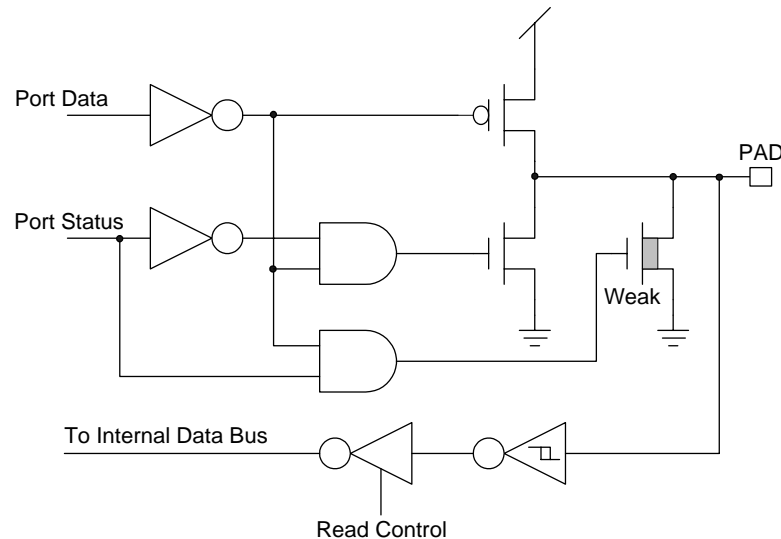 Port Data
PAD
Port Status
Weak
To Internal Data Bus
Read Control